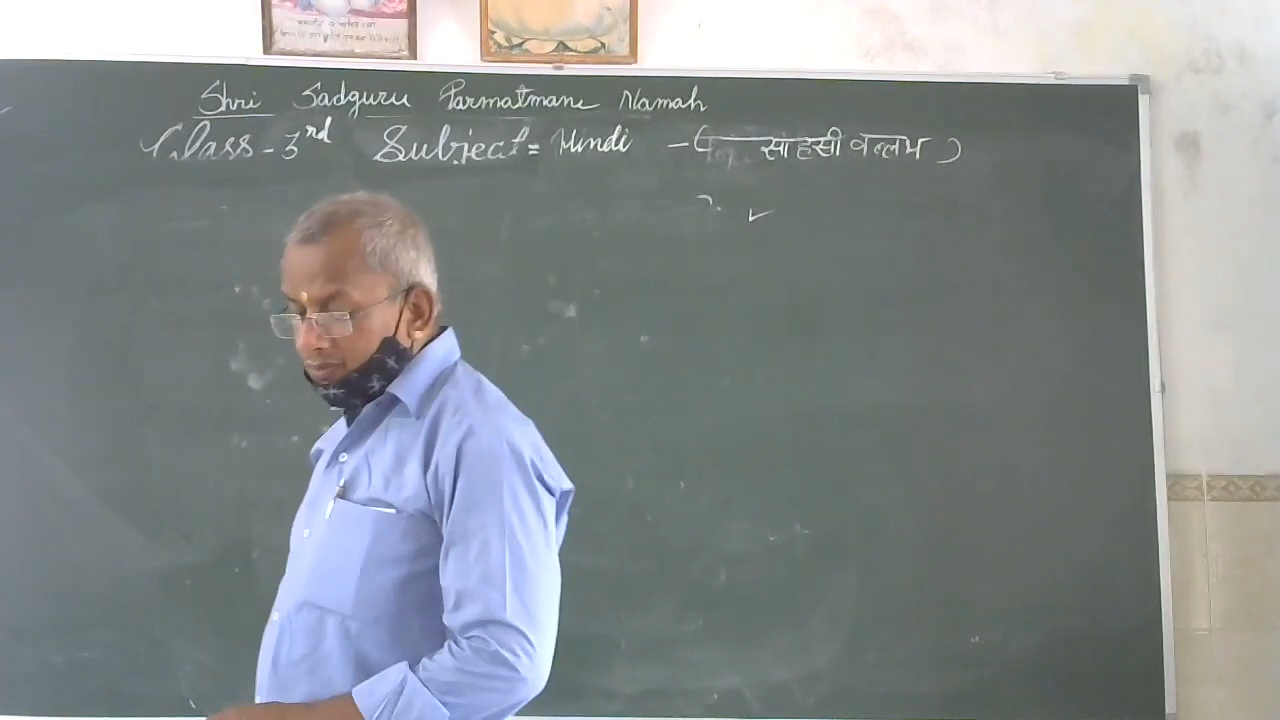 Shri Sadguru Parmatmane Namah
Class - 3rd Subject = Hindi - ( साहसी वल्लभ )